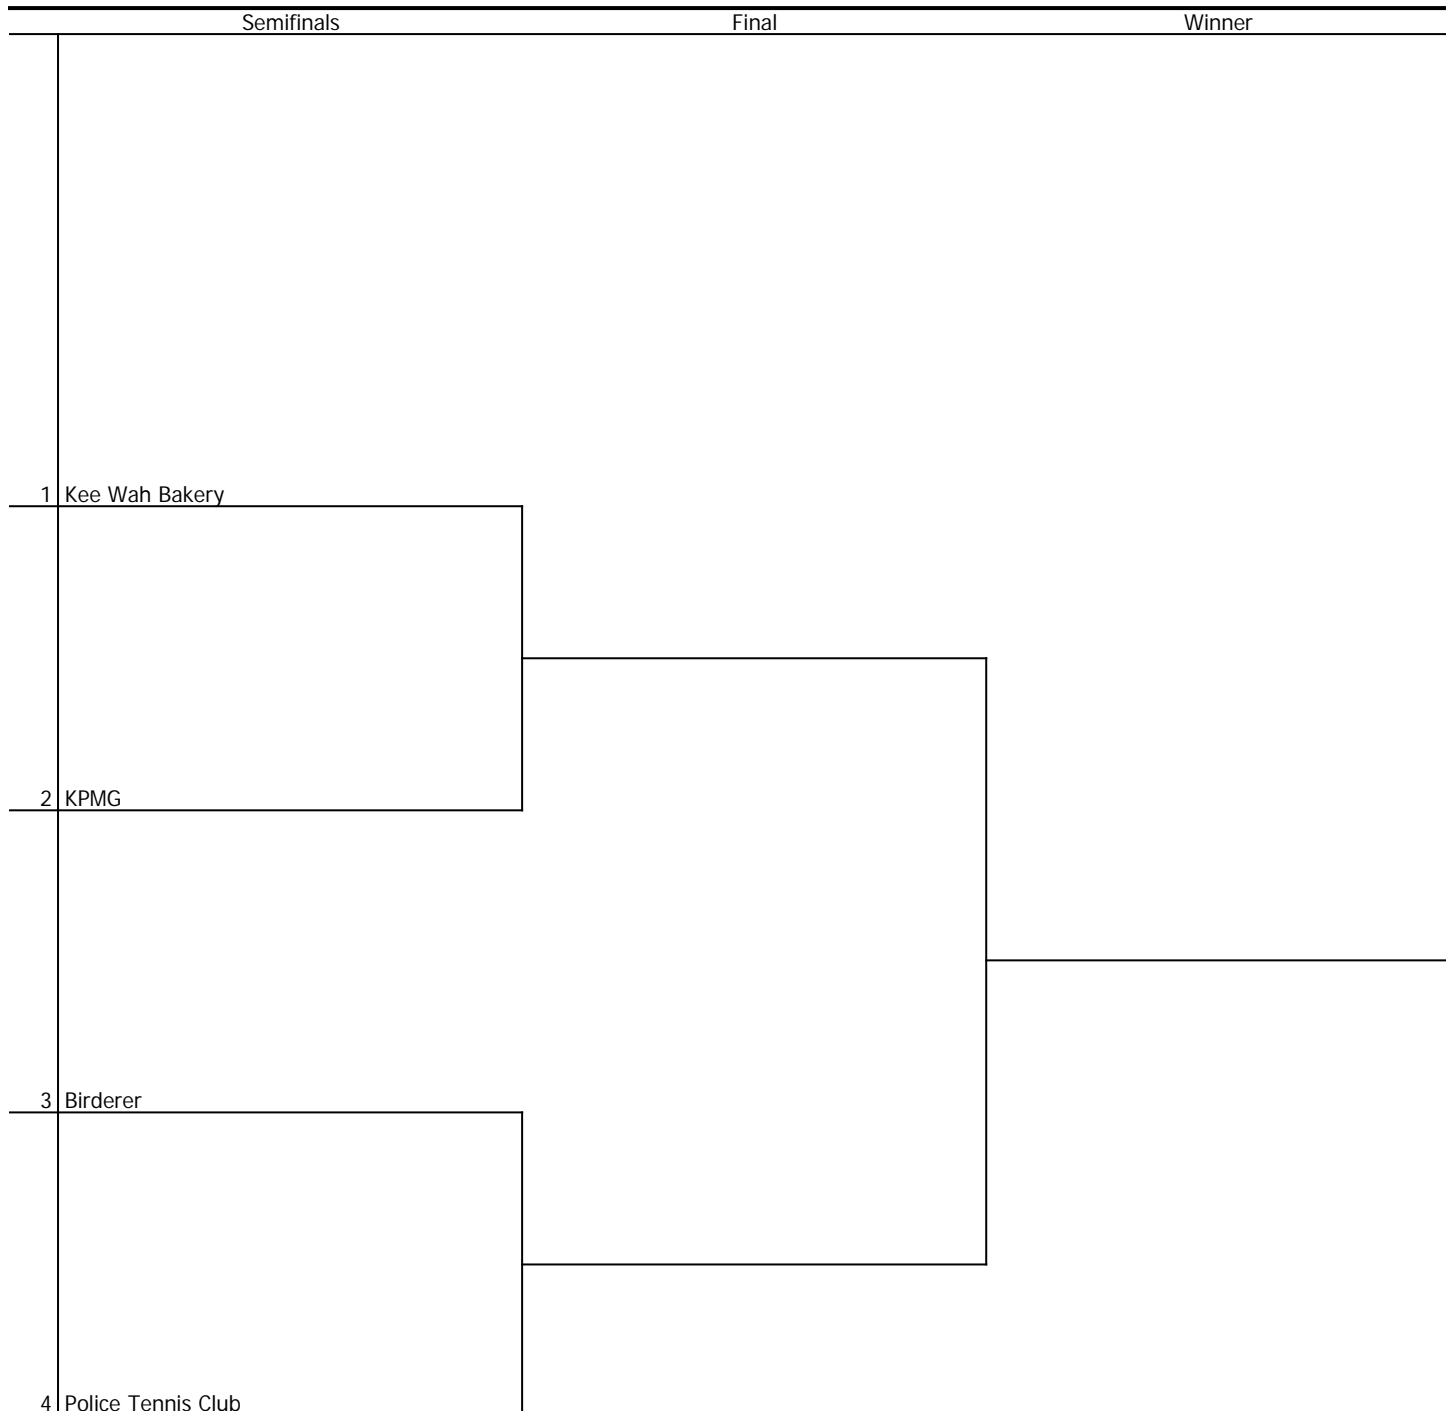 Semifinals Final Winner
1 Kee Wah Bakery
2 KPMG
3 Birderer
4 Police Tennis Club